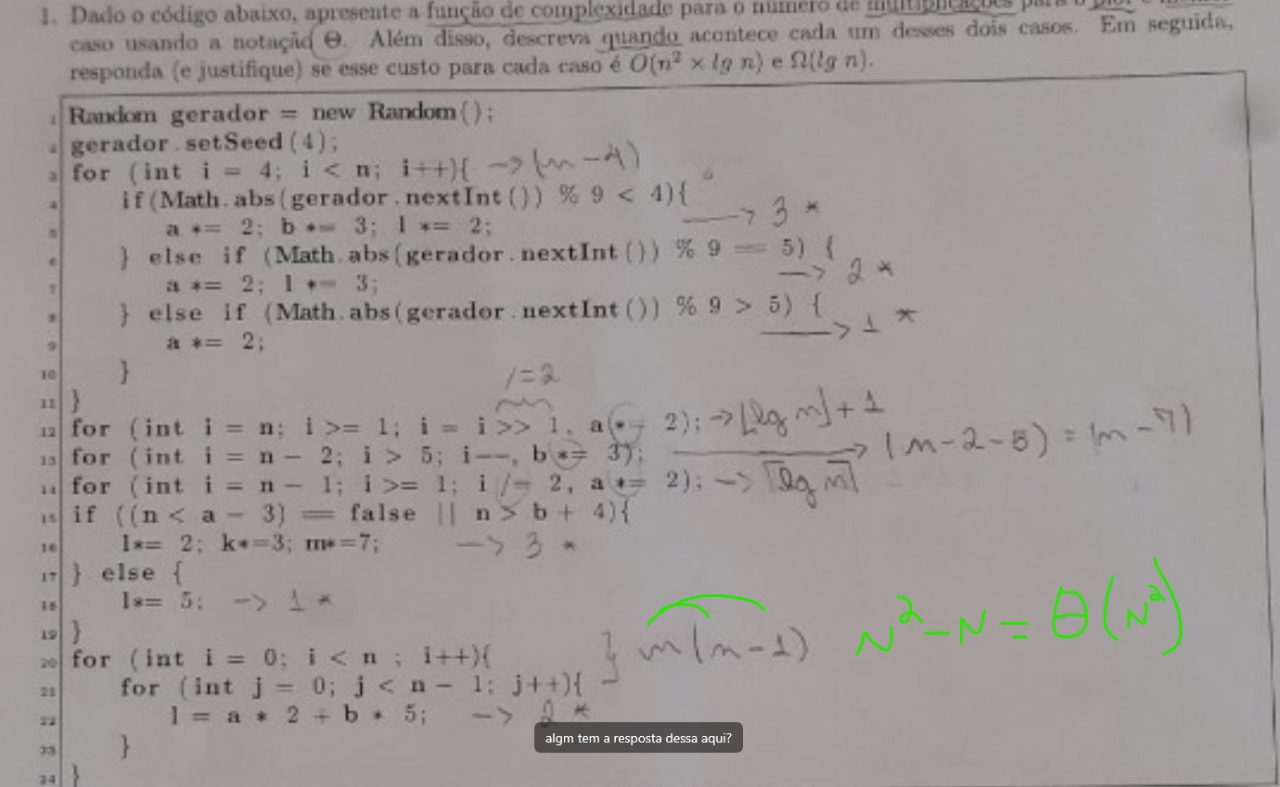 1. Dado o código abaixo, apresente a função de complexidade para o número de multiplicações para o pior e melhor
caso usando a notação Θ. Além disso, descreva quando acontece cada um desses dois casos. Em seguida,
responda (e justifique) se esse custo para cada caso é O(n² × lg n) e Ω(lg n).
1 Random gerador = new Random();
2 gerador.setSeed(4);
3 for (int i = 4; i < n; i++){ → (n-4)
4 if(Math.abs(gerador.nextInt()) % 9 < 4){
→ 3 *
5 a *= 2; b *= 3; l *= 2;
6 } else if (Math.abs(gerador.nextInt()) % 9 == 5) {
→ 2 *
7 a *= 2; l *= 3;
8 } else if (Math.abs(gerador.nextInt()) % 9 > 5) {
→ 1 *
9 a *= 2;
10 }
/=2
11 }
12 for (int i = n; i >= 1; i = i >> 1, a *= 2); → ⌊lg n⌋ + 1
13 for (int i = n - 2; i > 5; i--, b *= 3); → (n-2-5) = (n-7)
14 for (int i = n - 1; i >= 1; i /= 2, a *= 2); → ⌈lg n⌉
15 if ((n < a - 3) == false || n > b + 4){
16 l*= 2; k*=3; m*=7; → 3 *
17 } else {
18 l*= 5; → 1 *
19 }
20 for (int i = 0; i < n ; i++){ } n(n-1) N² - N = Θ(N²)
21 for (int j = 0; j < n - 1; j++){
22 l = a * 2 + b * 5; → 2 *
algm tem a resposta dessa aqui?
23 }
24 }